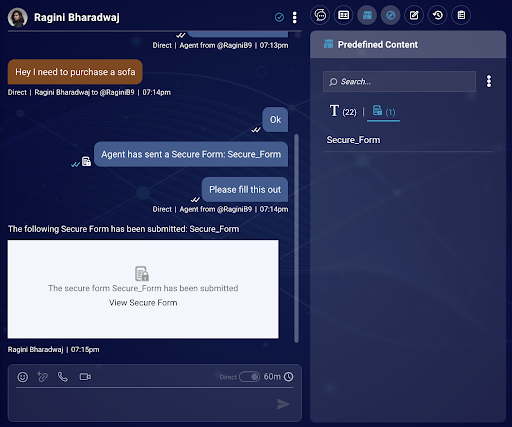 Ragini Bharadwaj
Direct | Agent from @RaginiB9 | 07:13pm
Hey I need to purchase a sofa
Direct | Ragini Bharadwaj to @RaginiB9 | 07:14pm
Ok
Agent has sent a Secure Form: Secure_Form
Please fill this out
Direct | Agent from @RaginiB9 | 07:14pm
The following Secure Form has been submitted: Secure_Form
The secure form Secure_Form has been submitted
View Secure Form
Ragini Bharadwaj | 07:15pm
Direct 60m
Predefined Content
Search...
T (22) (1)
Secure_Form